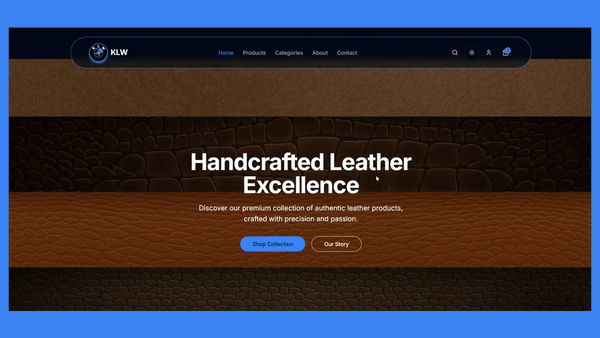 KLW
Home Products Categories About Contact
Handcrafted Leather
Excellence
Discover our premium collection of authentic leather products,
crafted with precision and passion.
Shop Collection Our Story